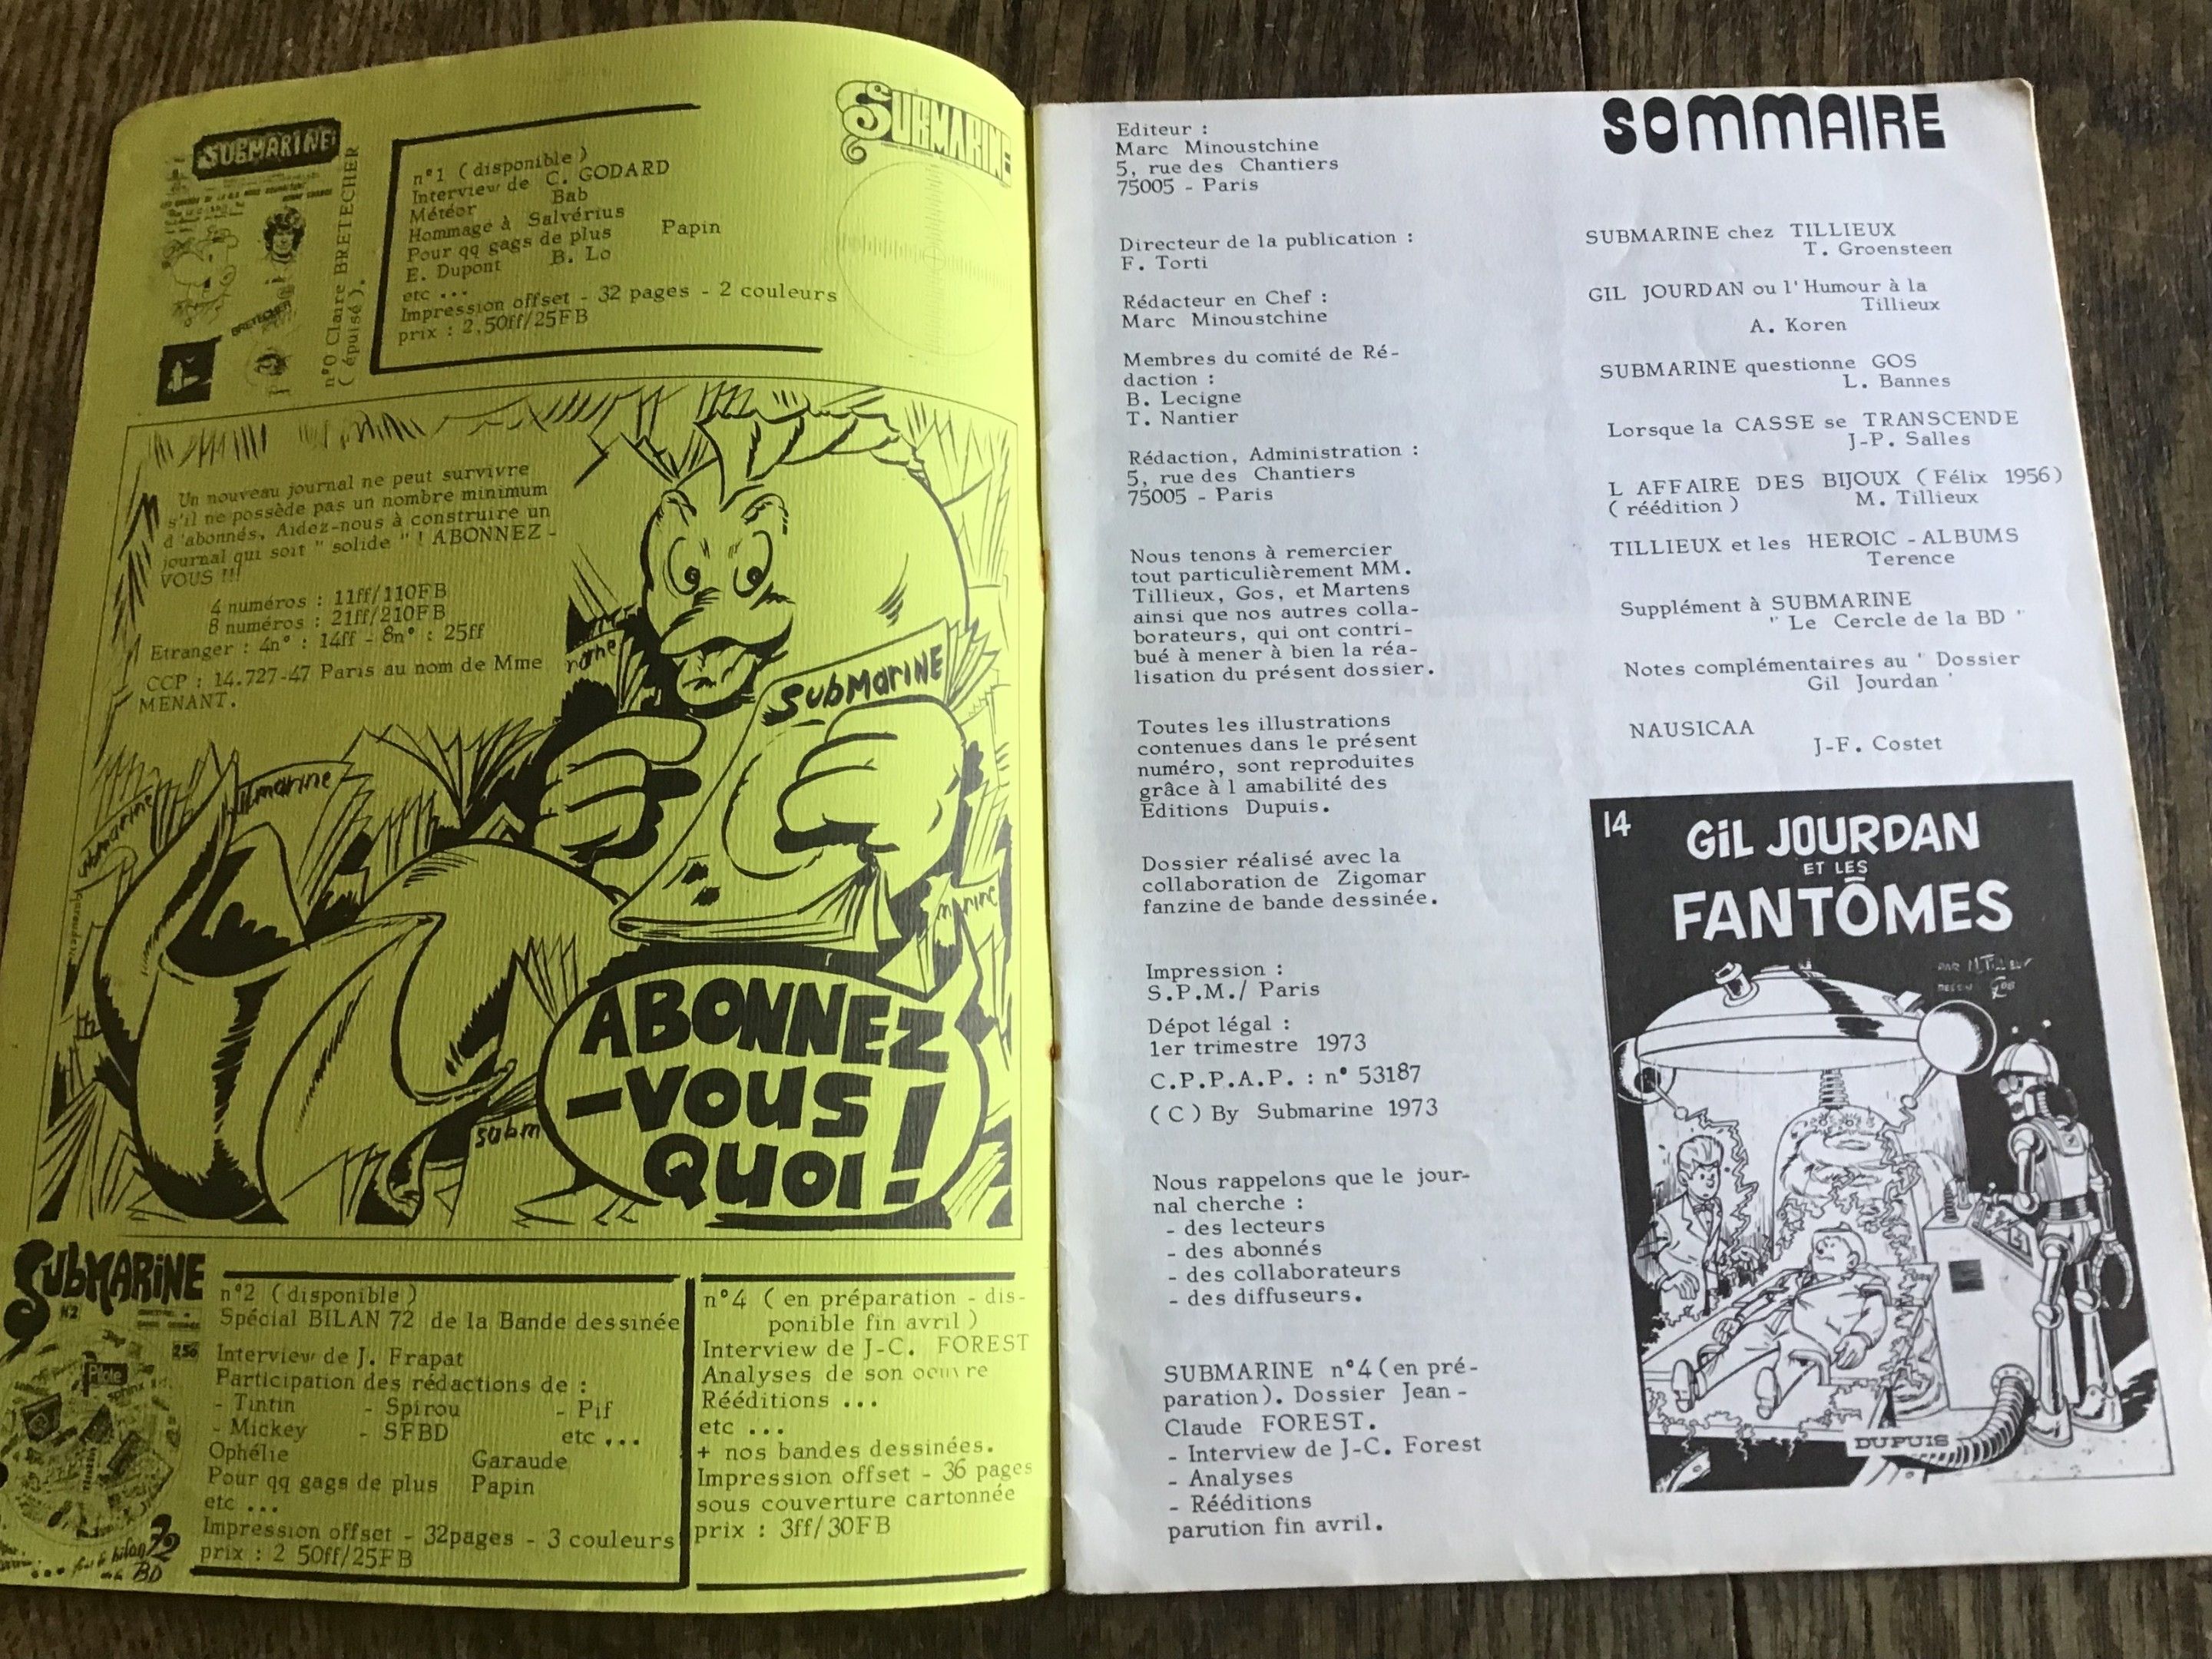 SUBMARINE
BRETECHER
n°0 Claire BRETECHER
( épuisé ).
n°1 ( disponible )
Interview de C. GODARD
Météor Bab
Hommage à Salvérius
Pour qq gags de plus Papin
E. Dupont B. Lo
etc ...
Impression offset - 32 pages - 2 couleurs
prix : 2,50ff/25FB
SUBMARINE
Un nouveau journal ne peut survivre
s'il ne possède pas un nombre minimum
d'abonnés, Aidez-nous à construire un
journal qui soit " solide " ! ABONNEZ -
VOUS !!!
4 numéros : 11ff/110FB
8 numéros : 21ff/210FB
Etranger : 4n° : 14ff - 8n° : 25ff
CCP : 14.727-47 Paris au nom de Mme
MENANT.
SUBMARINE
submarine
marine
subm
ABONNEZ
-VOUS
QUOI !
SUBMARINE
N2
n°2 ( disponible )
Spécial BILAN 72 de la Bande dessinée
Interview de J. Frapat
Participation des rédactions de :
- Tintin - Spirou - Pif
- Mickey - SFBD etc ...
Ophélie Garaude
Pour qq gags de plus Papin
etc ...
Impression offset - 32pages - 3 couleurs
prix : 2 50ff/25FB
Pilote
72
BD
n°4 ( en préparation - dis-
ponible fin avril )
Interview de J-C. FOREST
Analyses de son oeuvre
Rééditions ...
etc ...
+ nos bandes dessinées.
Impression offset - 36 pages
sous couverture cartonnée
prix : 3ff/30FB
Editeur :
Marc Minoustchine
5, rue des Chantiers
75005 - Paris
Directeur de la publication :
F. Torti
Rédacteur en Chef :
Marc Minoustchine
Membres du comité de Ré-
daction :
B. Lecigne
T. Nantier
Rédaction, Administration :
5, rue des Chantiers
75005 - Paris
Nous tenons à remercier
tout particulièrement MM.
Tillieux, Gos, et Martens
ainsi que nos autres colla-
borateurs, qui ont contri-
bué à mener à bien la réa-
lisation du présent dossier.
Toutes les illustrations
contenues dans le présent
numéro, sont reproduites
grâce à l amabilité des
Editions Dupuis.
Dossier réalisé avec la
collaboration de Zigomar
fanzine de bande dessinée.
Impression :
S.P.M./ Paris
Dépot légal :
1er trimestre 1973
C.P.P.A.P. : n° 53187
( C ) By Submarine 1973
Nous rappelons que le jour-
nal cherche :
- des lecteurs
- des abonnés
- des collaborateurs
- des diffuseurs.
SUBMARINE n°4 ( en pré-
paration ). Dossier Jean -
Claude FOREST.
- Interview de J-C. Forest
- Analyses
- Rééditions
parution fin avril.
SOMMAIRE
SUBMARINE chez TILLIEUX
T. Groensteen
GIL JOURDAN ou l'Humour à la
Tillieux
A. Koren
SUBMARINE questionne GOS
L. Bannes
Lorsque la CASSE se TRANSCENDE
J-P. Salles
L AFFAIRE DES BIJOUX ( Félix 1956 )
( réédition ) M. Tillieux
TILLIEUX et les HEROIC - ALBUMS
Terence
Supplément à SUBMARINE
" Le Cercle de la BD "
Notes complémentaires au ' Dossier
Gil Jourdan '
NAUSICAA
J-F. Costet
14
GIL JOURDAN
ET LES
FANTÔMES
PAR M. TILLIEUX
DESSIN GOS
DUPUIS